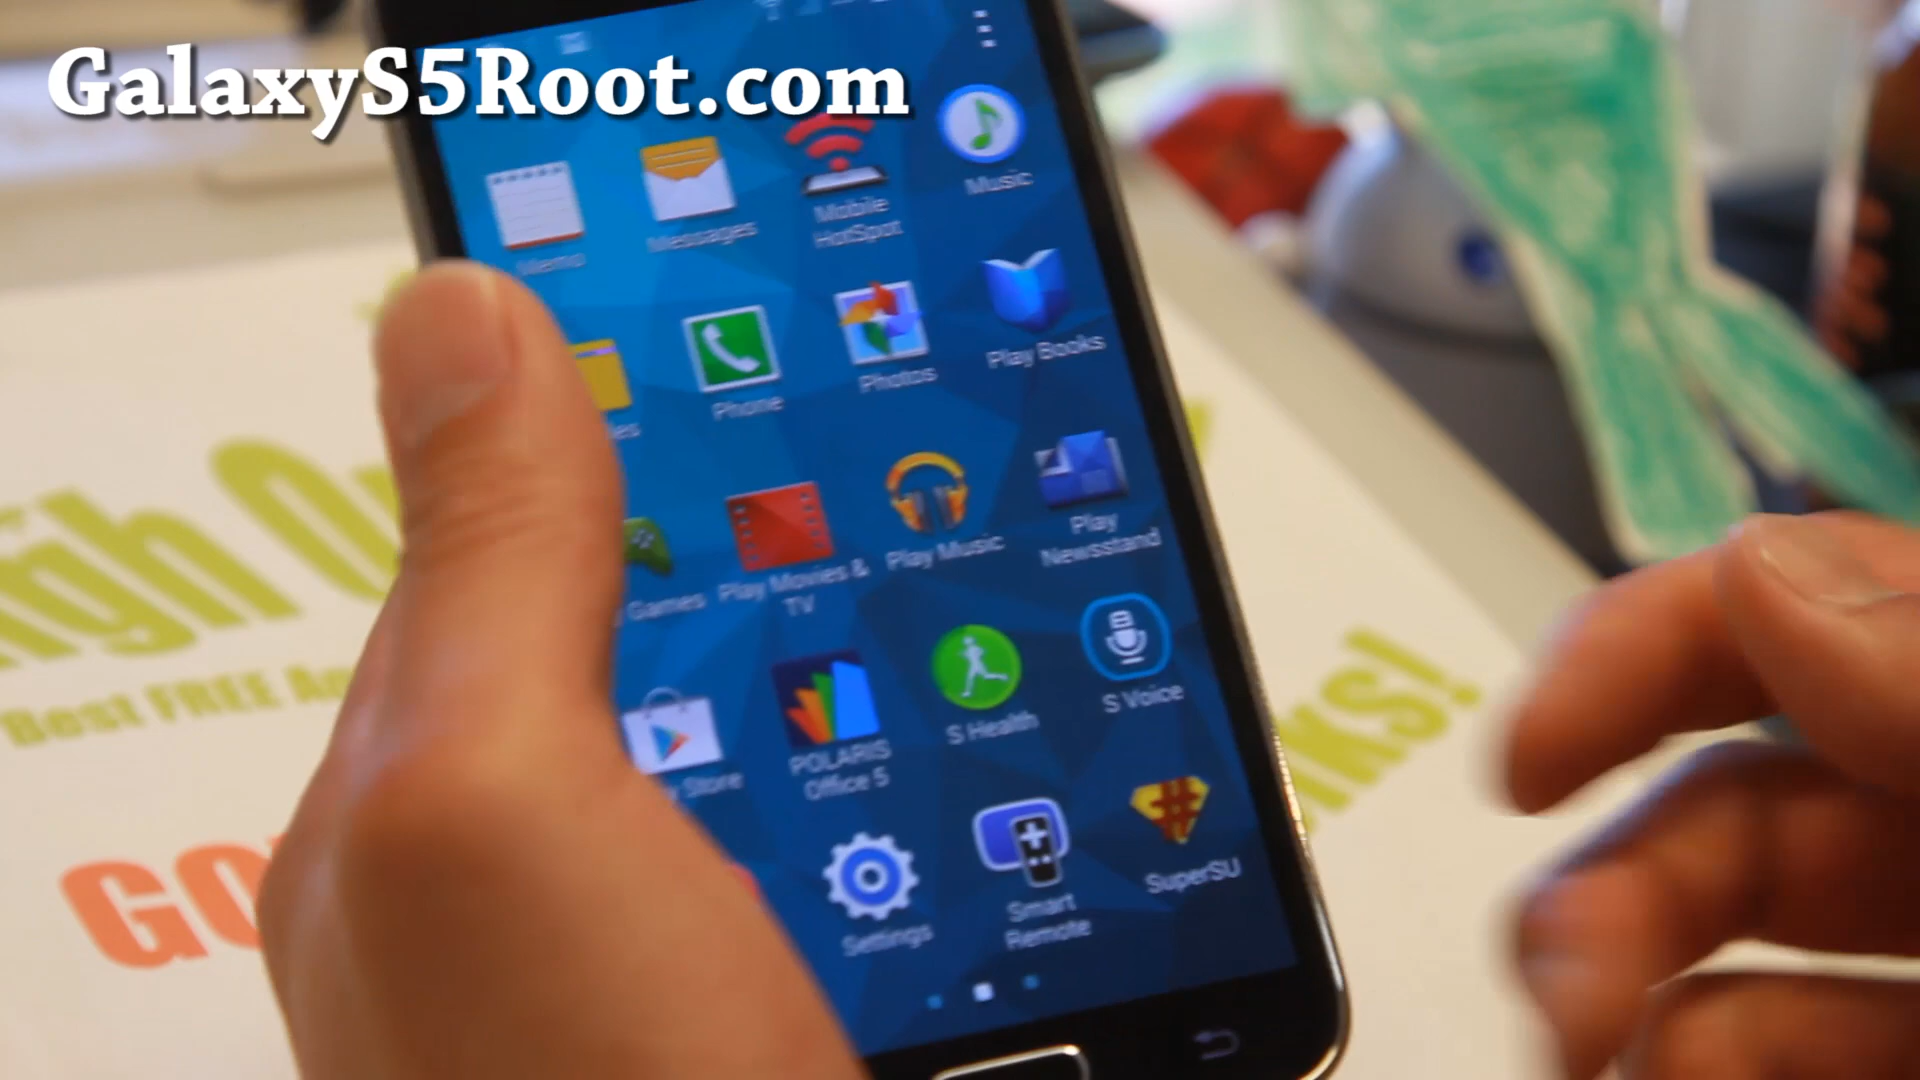 GalaxyS5Root.com
Memo
Messages
Mobile
HotSpot
Music
Phone
Photos
Play Books
Games
Play Movies &
TV
Play Music
Play
Newsstand
Store
POLARIS
Office 5
S Health
S Voice
Settings
Smart
Remote
SuperSU
Best FREE